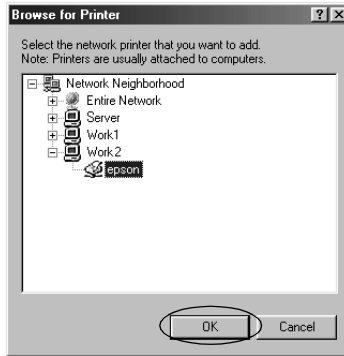 Browse for Printer
Select the network printer that you want to add.
Note: Printers are usually attached to computers.
Network Neighborhood
Entire Network
Server
Work1
Work2
epson
OK Cancel